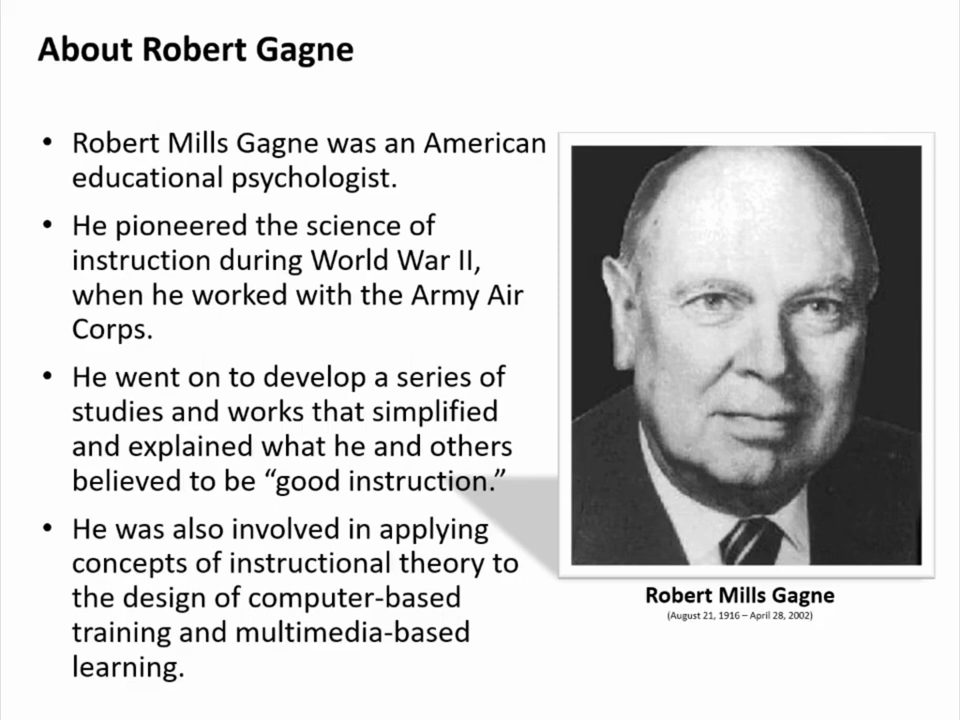 About Robert Gagne
• Robert Mills Gagne was an American
educational psychologist.
• He pioneered the science of
instruction during World War II,
when he worked with the Army Air
Corps.
• He went on to develop a series of
studies and works that simplified
and explained what he and others
believed to be “good instruction.”
• He was also involved in applying
concepts of instructional theory to
the design of computer-based
training and multimedia-based
learning.
Robert Mills Gagne
(August 21, 1916 – April 28, 2002)